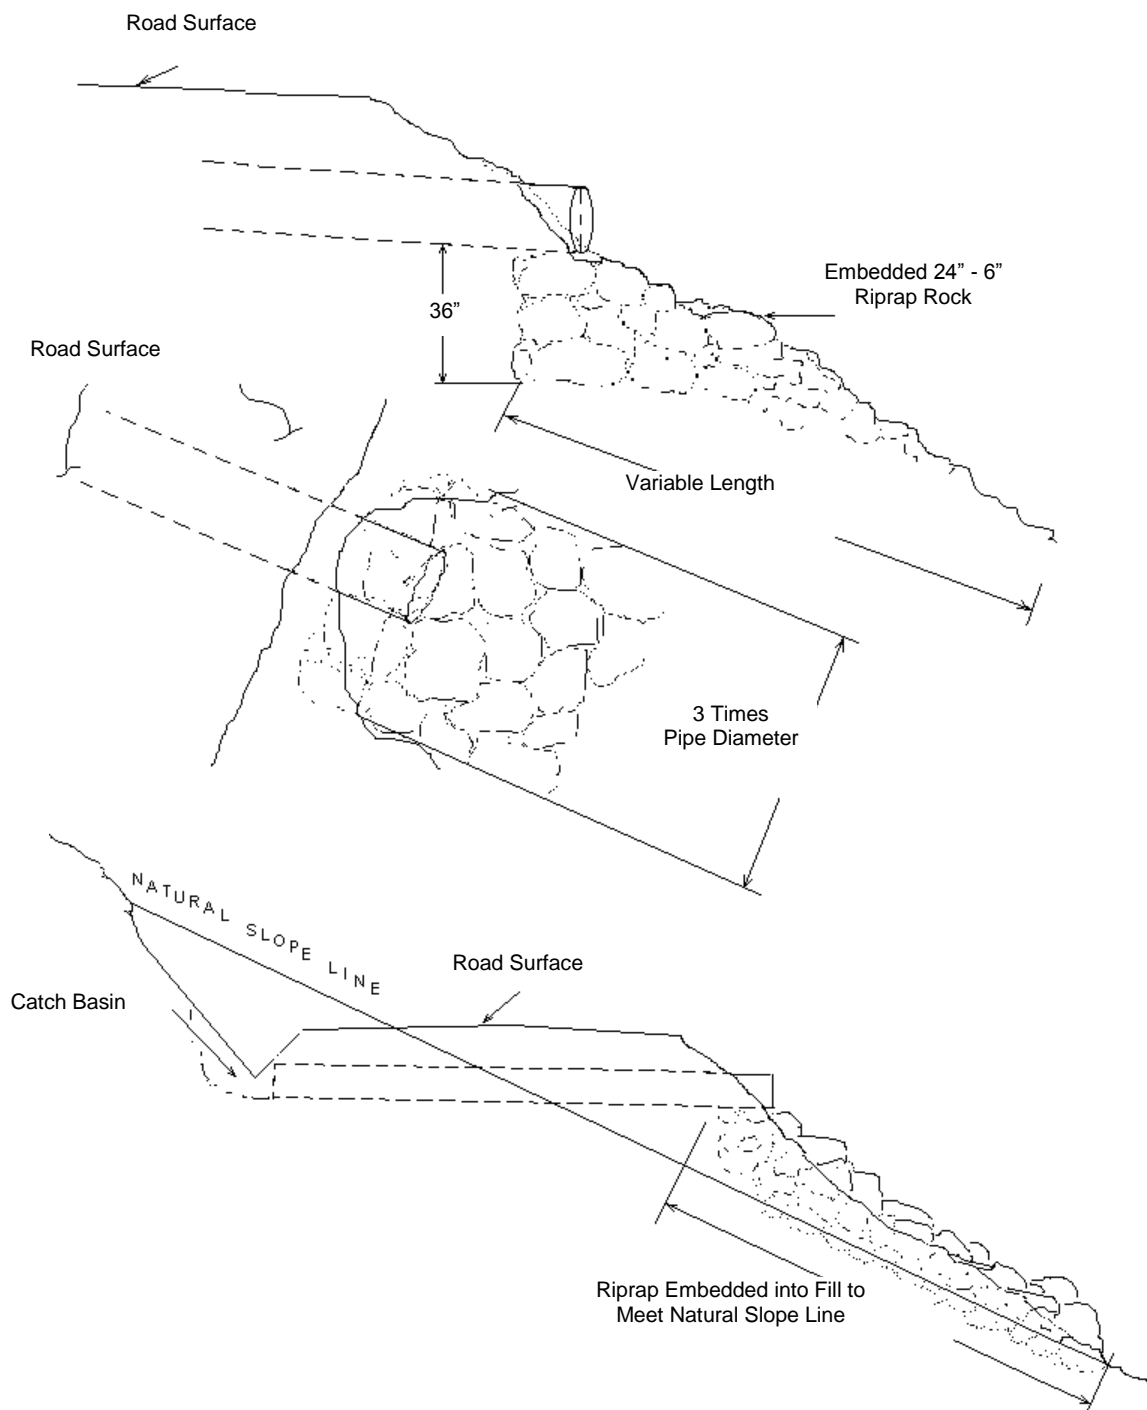 Road Surface
Embedded 24” - 6”
Riprap Rock
36”
Road Surface
Variable Length
3 Times
Pipe Diameter
NATURAL SLOPE LINE
Road Surface
Catch Basin
Riprap Embedded into Fill to
Meet Natural Slope Line